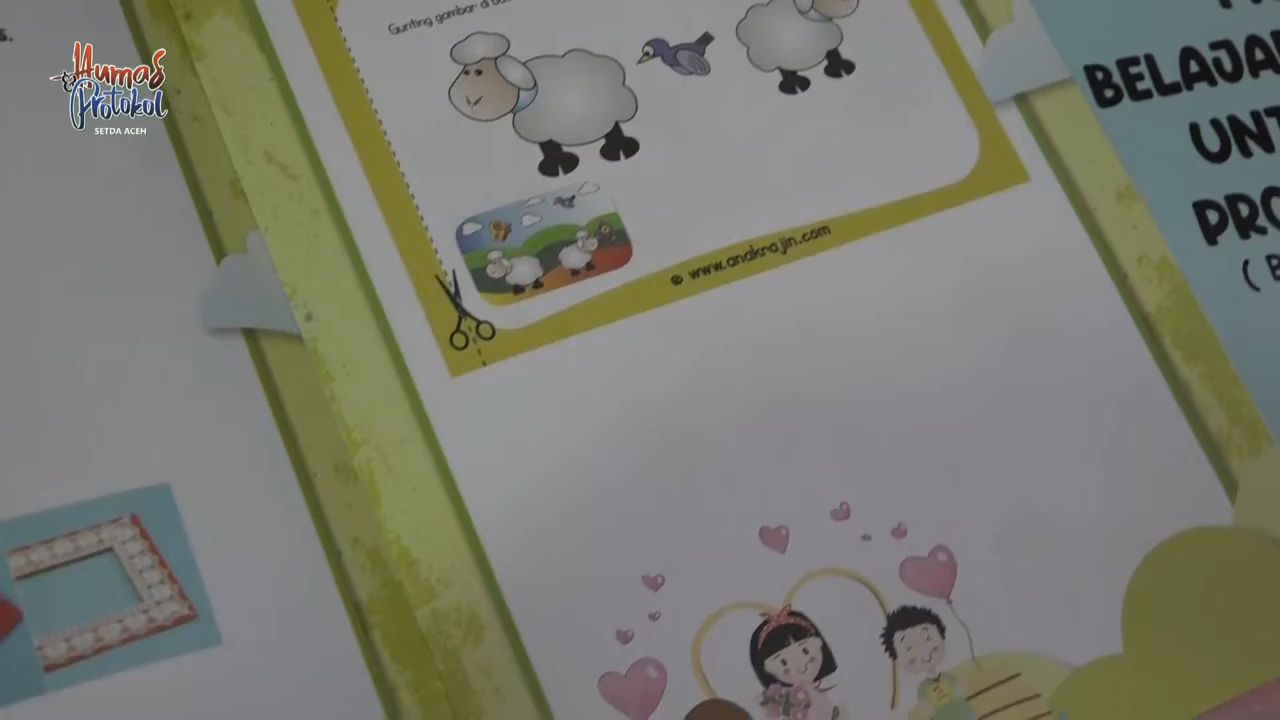 s.
Humas
Protokol
SETDA ACEH
Gunting gambar di
© www.anakrajin.com
BELAJA
UNT
PRO
( B